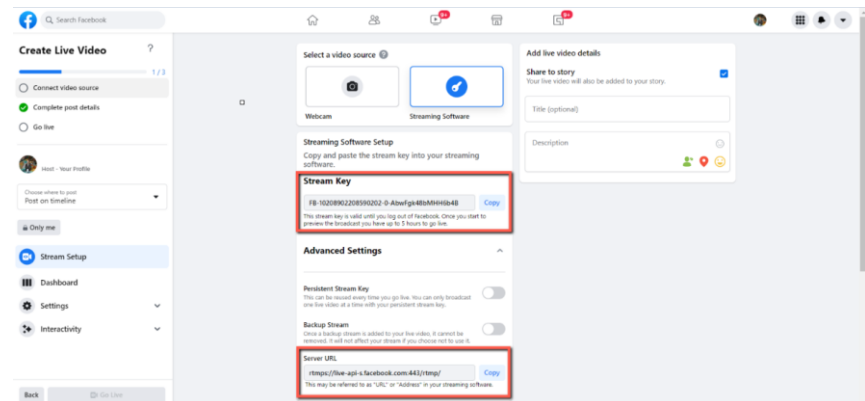 Search Facebook
9+
9+
Create Live Video
?
1 / 3
Connect video source
Complete post details
Go live
Host - Your Profile
Choose where to post
Post on timeline
Only me
Stream Setup
Dashboard
Settings
Interactivity
Back
Go Live
Select a video source ?
Webcam
Streaming Software
Streaming Software Setup
Copy and paste the stream key into your streaming
software.
Stream Key
Copy
This stream key is valid until you log out of Facebook. Once you start to
preview the broadcast you have up to 5 hours to go live.
Advanced Settings
Persistent Stream Key
This can be reused every time you go live. You can only broadcast
one live video at a time with your persistent stream key.
Backup Stream
Once a backup stream is added to your live video. it cannot be
removed. It will not affect your stream if you choose not to use it.
Server URL
rtmps://live-api-s.facebook.com:443/rtmp/
Copy
This may be referred to as "URL" or "Address" in your streaming software.
Add live video details
Share to story
Your live video will also be added to your story.
Title (optional)
Description